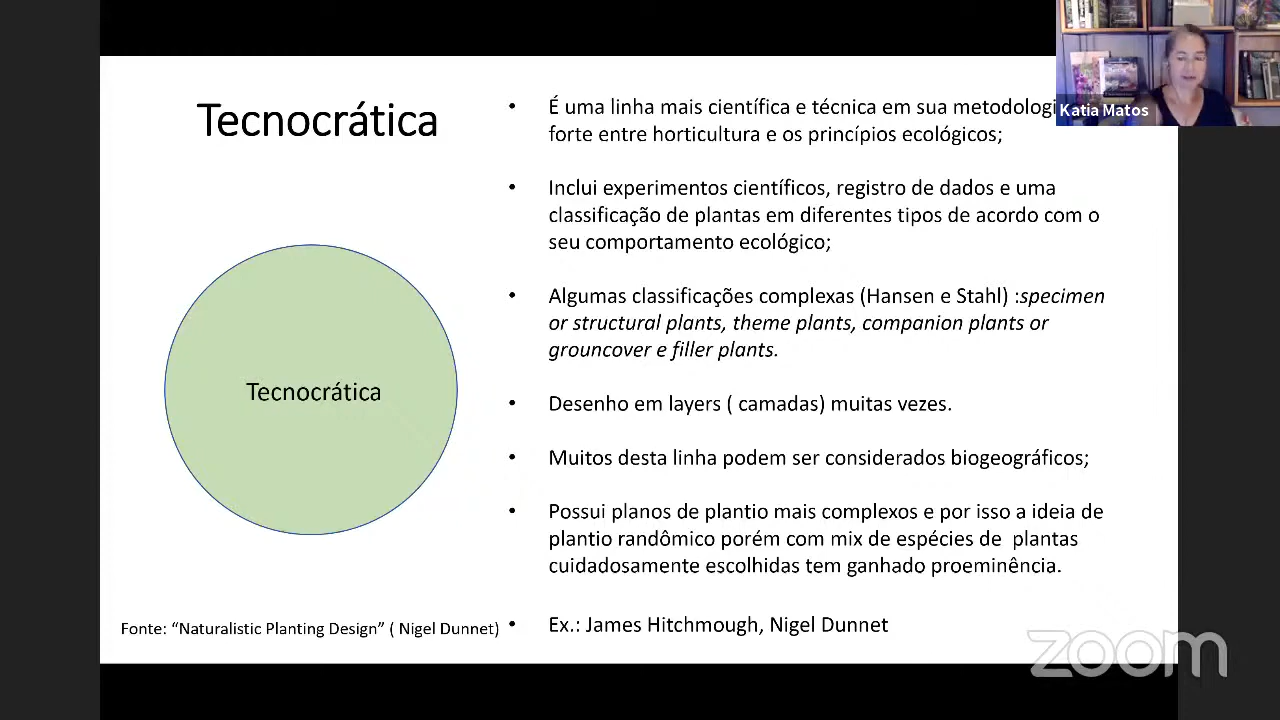 Tecnocrática
• É uma linha mais científica e técnica em sua metodologi
forte entre horticultura e os princípios ecológicos;
• Inclui experimentos científicos, registro de dados e uma
classificação de plantas em diferentes tipos de acordo com o
seu comportamento ecológico;
• Algumas classificações complexas (Hansen e Stahl) :specimen
or structural plants, theme plants, companion plants or
grouncover e filler plants.
• Desenho em layers ( camadas) muitas vezes.
• Muitos desta linha podem ser considerados biogeográficos;
• Possui planos de plantio mais complexos e por isso a ideia de
plantio randômico porém com mix de espécies de plantas
cuidadosamente escolhidas tem ganhado proeminência.
• Ex.: James Hitchmough, Nigel Dunnet
Tecnocrática
Fonte: “Naturalistic Planting Design” ( Nigel Dunnet)
Katia Matos
zoom